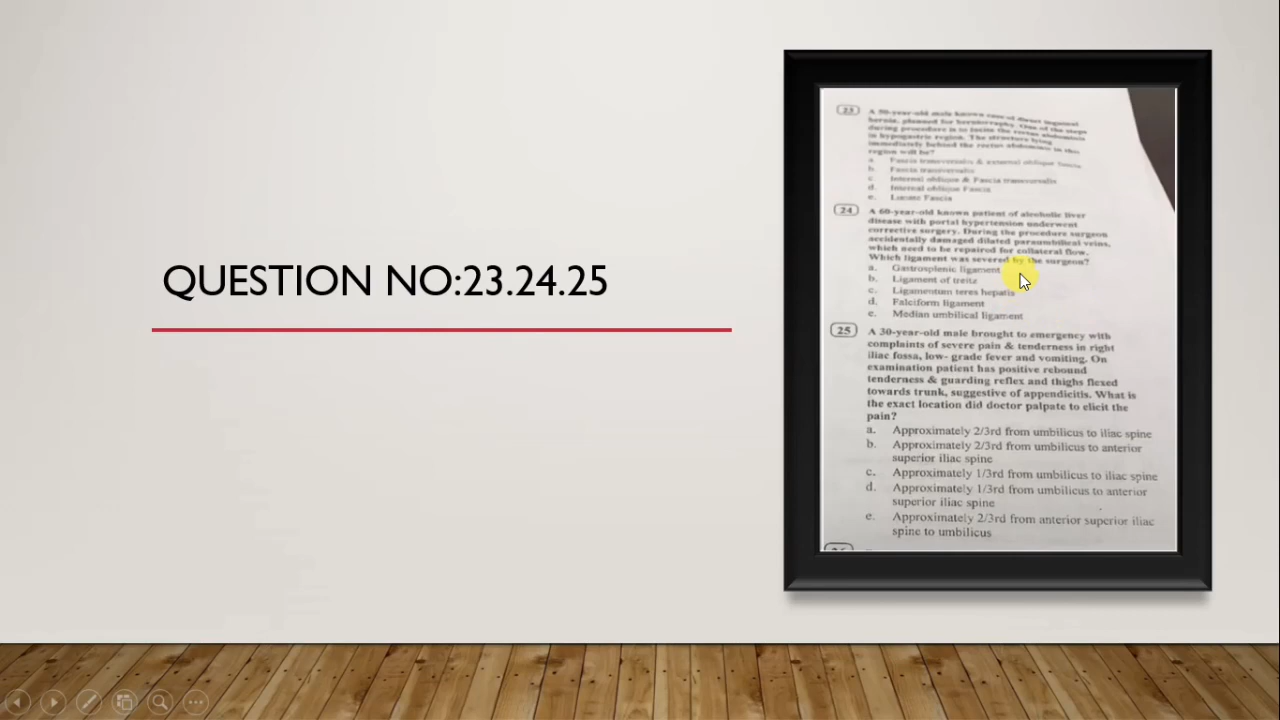 QUESTION NO:23.24.25
23 A 50-year-old male known case of direct inguinal
hernia, planned for herniorraphy. One of the steps
during procedure is to incise the rectus abdominis
in hypogastric region. The structure lying
immediately behind the rectus abdominis in this
region will be?
a. Fascia transversalis & external oblique fascia
b. Fascia transversalis
c. Internal oblique & Fascia transversalis
d. Internal oblique Fascia
e. Fascia
24 A 60-year-old known patient of alcoholic liver
disease with portal hypertension underwent
corrective surgery. During the procedure surgeon
accidentally damaged dilated paraumbilical veins,
which need to be repaired for collateral flow.
Which ligament was severed by the surgeon?
a. Gastrosplenic ligament
b. Ligament of treitz
c. Ligamentum teres hepatis
d. Falciform ligament
e. Median umbilical ligament
25 A 30-year-old male brought to emergency with
complaints of severe pain & tenderness in right
iliac fossa, low- grade fever and vomiting. On
examination patient has positive rebound
tenderness & guarding reflex and thighs flexed
towards trunk, suggestive of appendicitis. What is
the exact location did doctor palpate to elicit the
pain?
a. Approximately 2/3rd from umbilicus to iliac spine
b. Approximately 2/3rd from umbilicus to anterior
superior iliac spine
c. Approximately 1/3rd from umbilicus to iliac spine
d. Approximately 1/3rd from umbilicus to anterior
superior iliac spine
e. Approximately 2/3rd from anterior superior iliac
spine to umbilicus